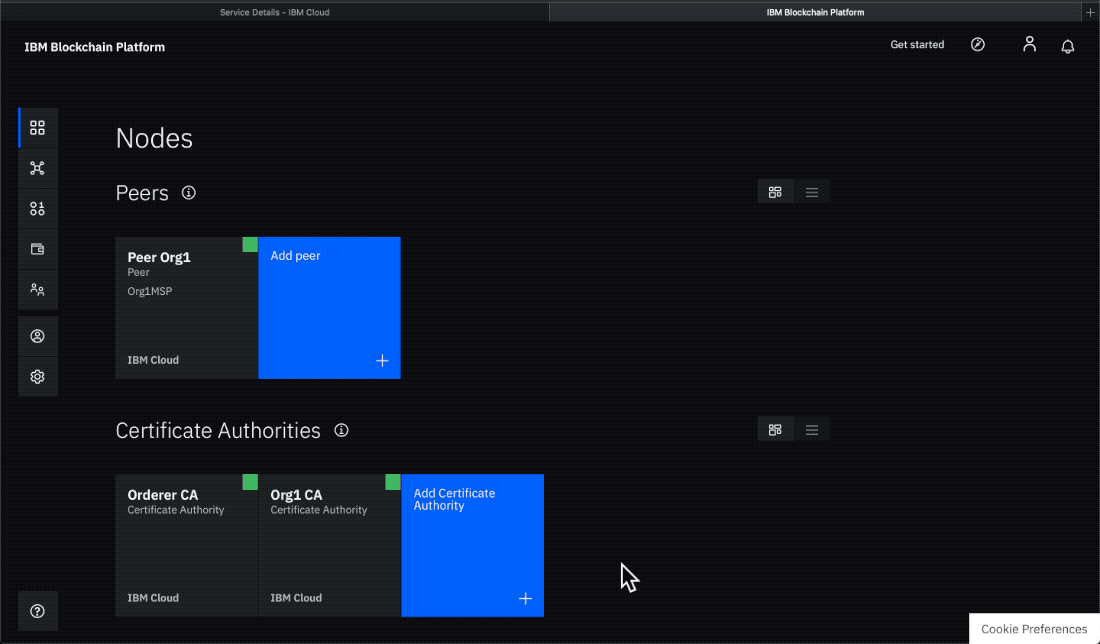 Service Details - IBM Cloud
IBM Blockchain Platform
IBM Blockchain Platform
Get started
Nodes
Peers
Peer Org1
Peer
Org1MSP
IBM Cloud
Add peer
Certificate Authorities
Orderer CA
Certificate Authority
IBM Cloud
Org1 CA
Certificate Authority
IBM Cloud
Add Certificate
Authority
Cookie Preferences